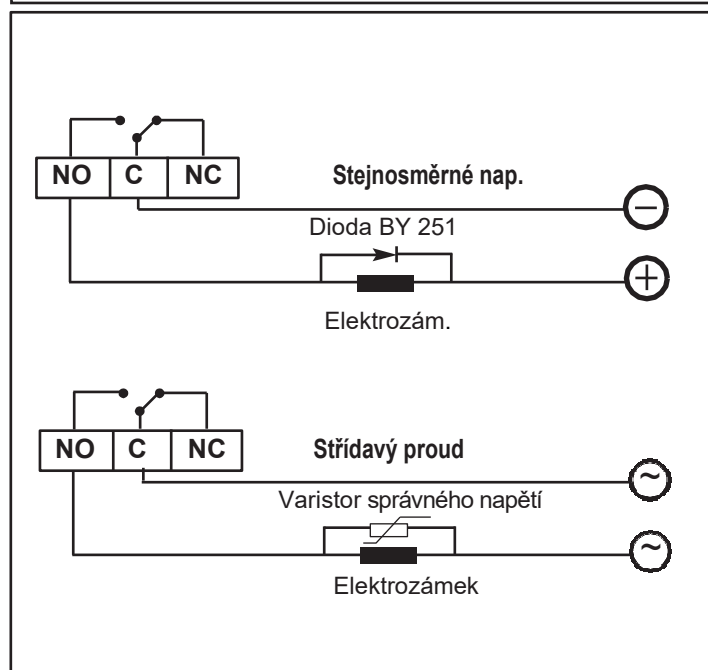 NO C NC
Stejnosměrné nap.
−
Dioda BY 251
+
Elektrozám.
NO C NC
Střídavý proud
~
Varistor správného napětí
~
Elektrozámek